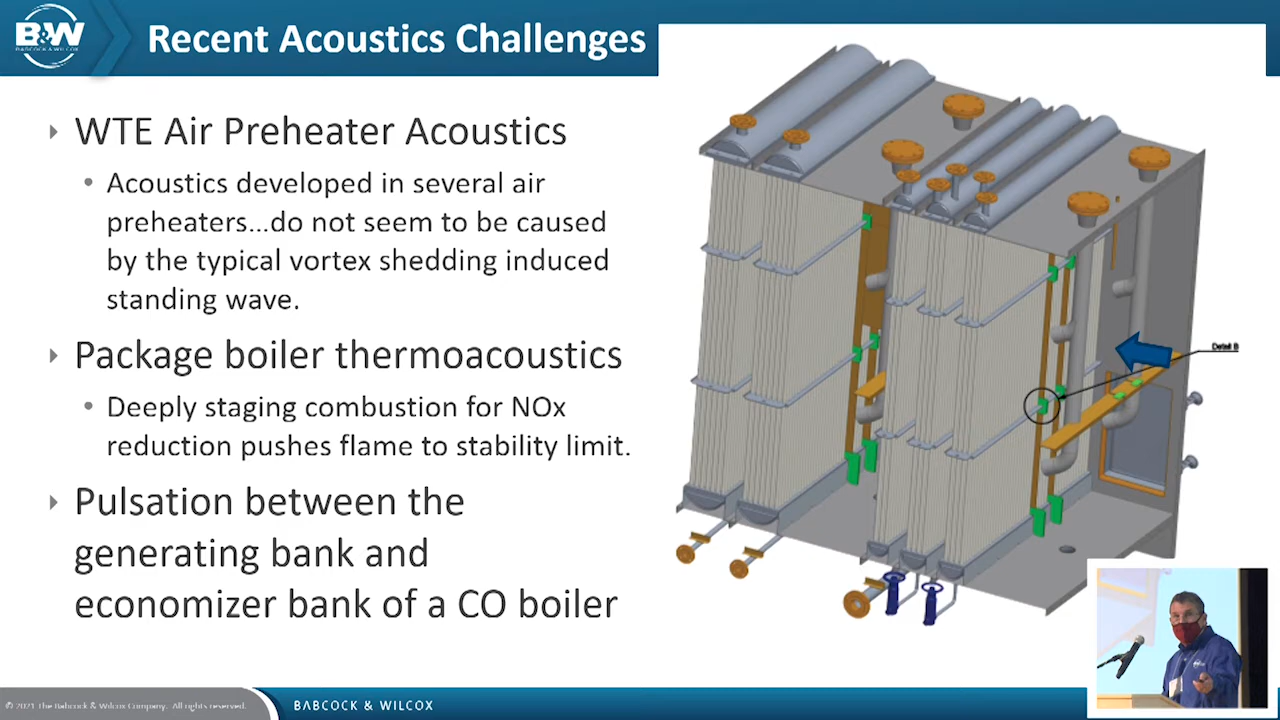 B&W
BABCOCK & WILCOX
Recent Acoustics Challenges
WTE Air Preheater Acoustics
Acoustics developed in several air
preheaters...do not seem to be caused
by the typical vortex shedding induced
standing wave.
Package boiler thermoacoustics
Deeply staging combustion for NOx
reduction pushes flame to stability limit.
Pulsation between the
generating bank and
economizer bank of a CO boiler
Detail B
© 2021 The Babcock & Wilcox Company. All rights reserved.
BABCOCK & WILCOX